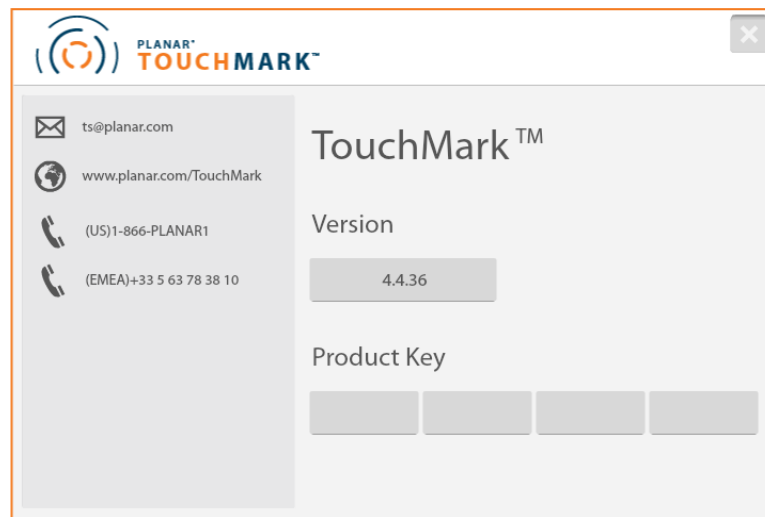 PLANAR®
TOUCHMARK™
ts@planar.com
www.planar.com/TouchMark
(US)1-866-PLANAR1
(EMEA)+33 5 63 78 38 10
TouchMark™
Version
4.4.36
Product Key